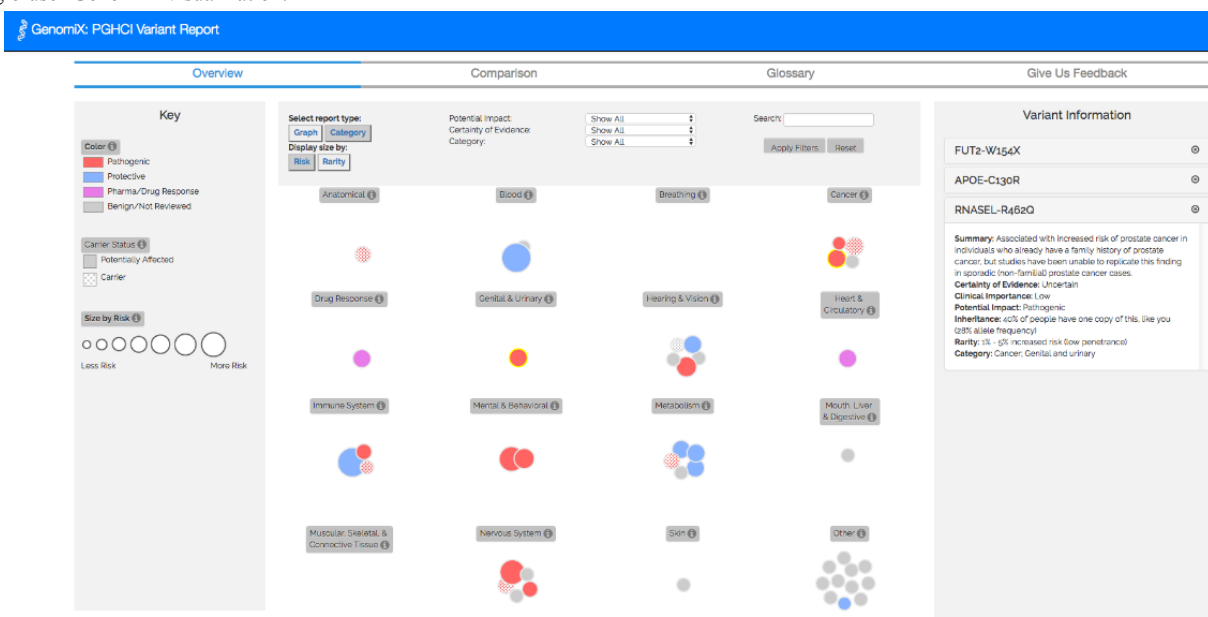 GenomiX: PGHCI Variant Report
Overview
Comparison
Glossary
Give Us Feedback
Key
Color
Pathogenic
Protective
Pharma/Drug Response
Benign/Not Reviewed
Carrier Status
Potentially Affected
Carrier
Size by Risk
Less Risk
More Risk
Select report type:
Graph
Category
Display size by:
Risk
Rarity
Potential Impact:
Show All
Certainty of Evidence:
Show All
Category:
Show All
Search:
Apply Filters
Reset
Anatomical
Blood
Breathing
Cancer
Drug Response
Genital & Urinary
Hearing & Vision
Heart &
Circulatory
Immune System
Mental & Behavioral
Metabolism
Mouth, Liver
& Digestive
Muscular, Skeletal, &
Connective Tissue
Nervous System
Skin
Other
Variant Information
FUT2-W154X
APOE-C130R
RNASEL-R462Q
Summary: Associated with increased risk of prostate cancer in
individuals who already have a family history of prostate
cancer, but studies have been unable to replicate this finding
in sporadic (non-familial) prostate cancer cases.
Certainty of Evidence: Uncertain
Clinical Importance: Low
Potential Impact: Pathogenic
Inheritance: 40% of people have one copy of this, like you
(28% allele frequency)
Rarity: 1% - 5% increased risk (low penetrance)
Category: Cancer; Genital and urinary